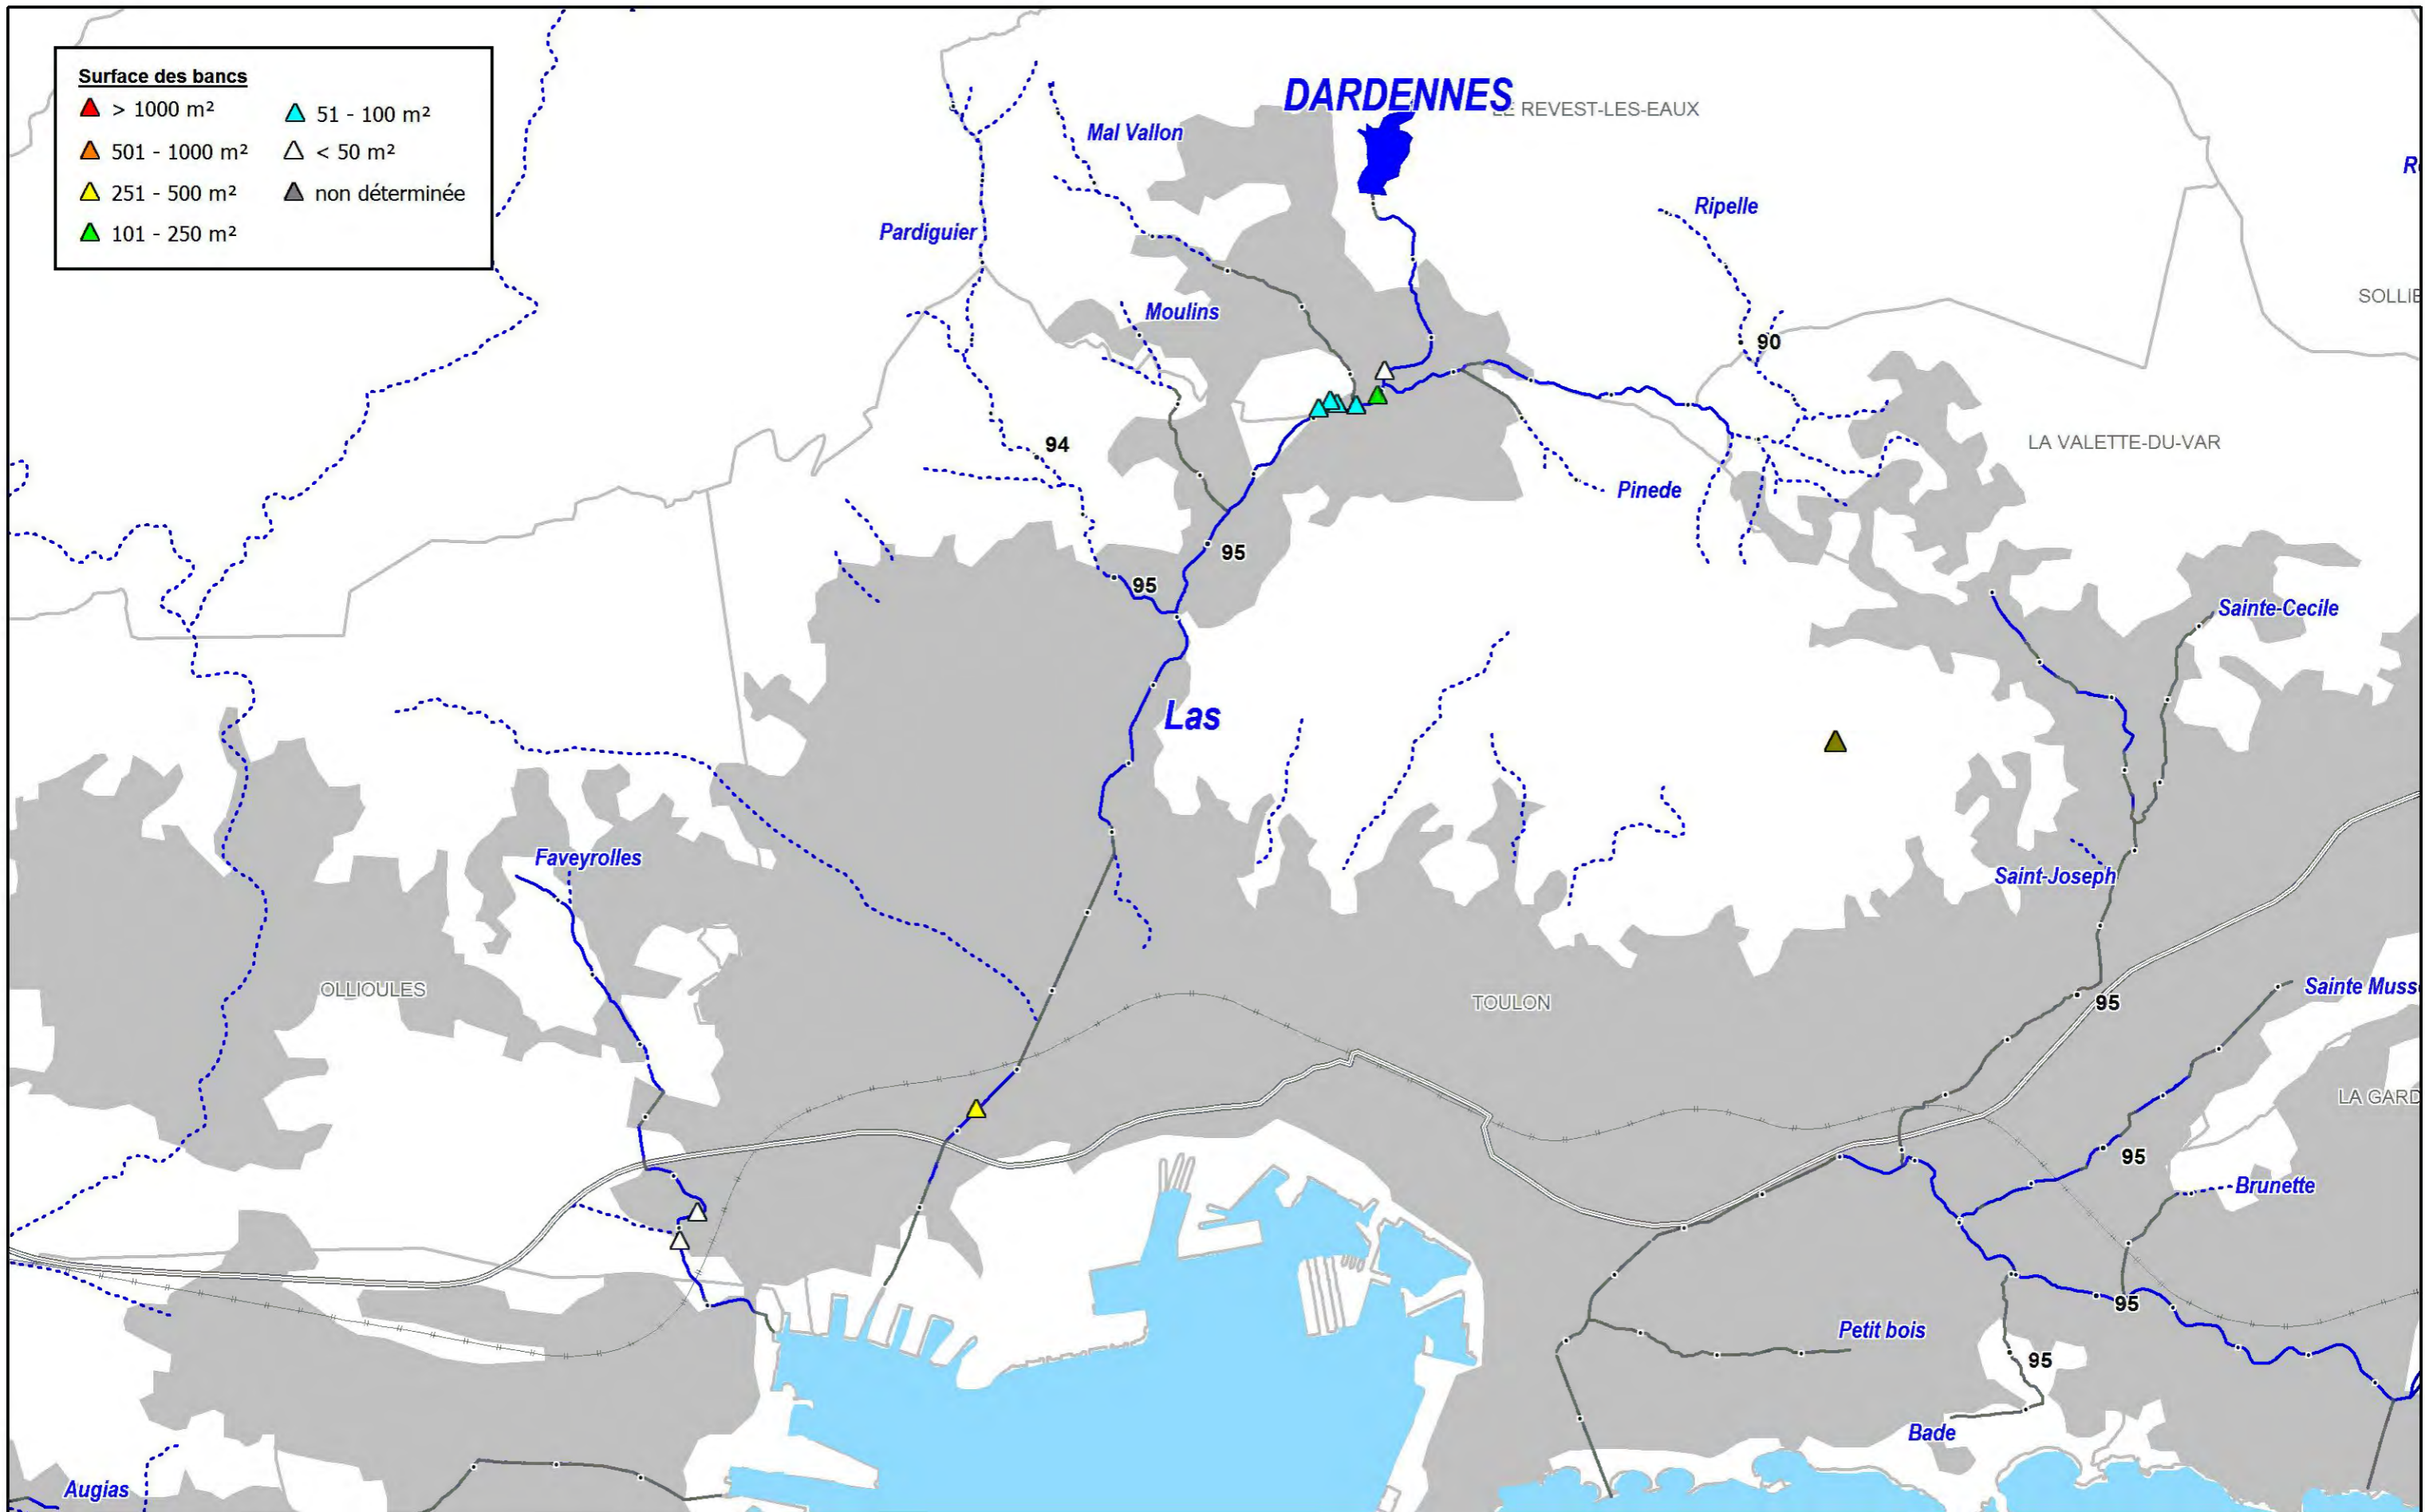 Surface des bancs
> 1000 m²
501 - 1000 m²
251 - 500 m²
101 - 250 m²
51 - 100 m²
< 50 m²
non déterminée
DARDENNES
LE REVEST-LES-EAUX
Mal Vallon
Ripelle
Pardiguier
SOLLIE
Moulins
90
94
LA VALETTE-DU-VAR
Pinede
95
95
Sainte-Cecile
Las
Faveyrolles
Saint-Joseph
OLLIOULES
TOULON
Sainte Muss
95
LA GARD
95
Brunette
95
Petit bois
95
Bade
Augias